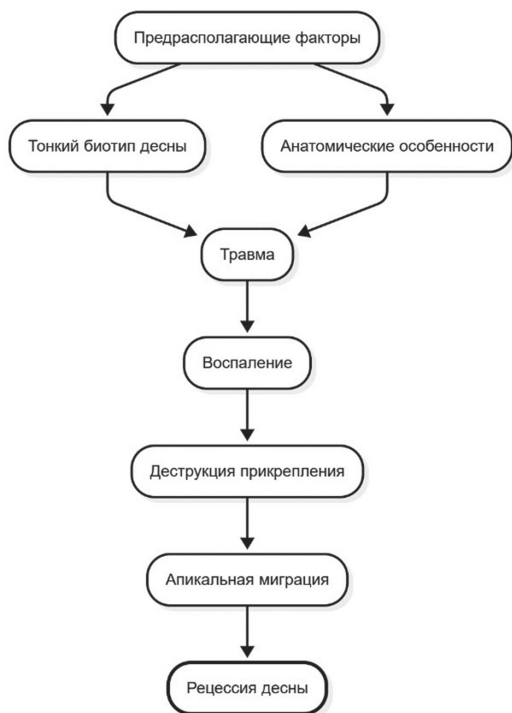 Предрасполагающие факторы
Тонкий биотип десны
Анатомические особенности
Травма
Воспаление
Деструкция прикрепления
Апикальная миграция
Рецессия десны